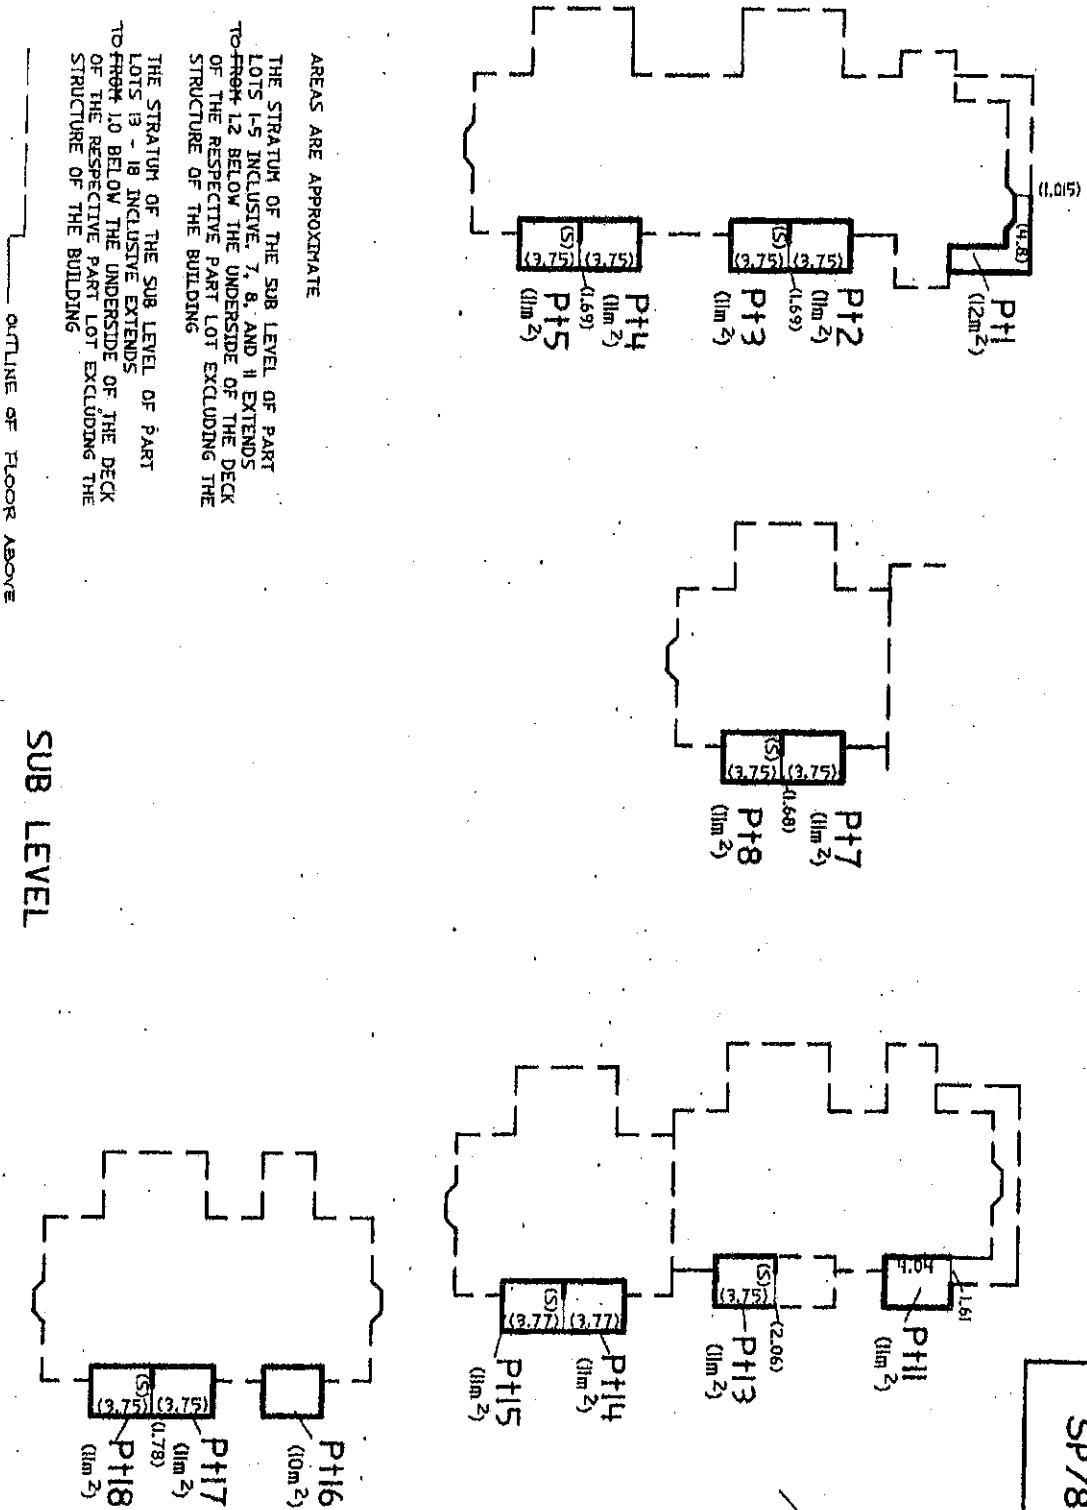 SP78
(1.015)
(4.8)
Pt1
(12m²)
(3.75) (3.75)
(S)
(1.69)
Pt2
(11m²)
Pt3
(11m²)
(3.75) (3.75)
(S)
(1.69)
Pt4
(11m²)
Pt5
(11m²)
(3.75) (3.75)
(S)
(1.68)
Pt7
(11m²)
Pt8
(11m²)
4.04
1.61
Pt11
(11m²)
(S)
(3.75)
(2.06)
Pt13
(11m²)
(S)
(3.77) (3.77)
Pt14
(11m²)
Pt15
(11m²)
Pt16
(10m²)
(S)
(3.75) (3.75)
(1.78)
Pt17
(11m²)
Pt18
(11m²)
AREAS ARE APPROXIMATE
THE STRATUM OF THE SUB LEVEL OF PART
LOTS 1-5 INCLUSIVE, 7, 8, AND 11 EXTENDS
TO FROM 1.2 BELOW THE UNDERSIDE OF THE DECK
OF THE RESPECTIVE PART LOT EXCLUDING THE
STRUCTURE OF THE BUILDING
THE STRATUM OF THE SUB LEVEL OF PART
LOTS 13 - 18 INCLUSIVE EXTENDS
TO FROM 1.0 BELOW THE UNDERSIDE OF THE DECK
OF THE RESPECTIVE PART LOT EXCLUDING THE
STRUCTURE OF THE BUILDING
OUTLINE OF FLOOR ABOVE
SUB LEVEL